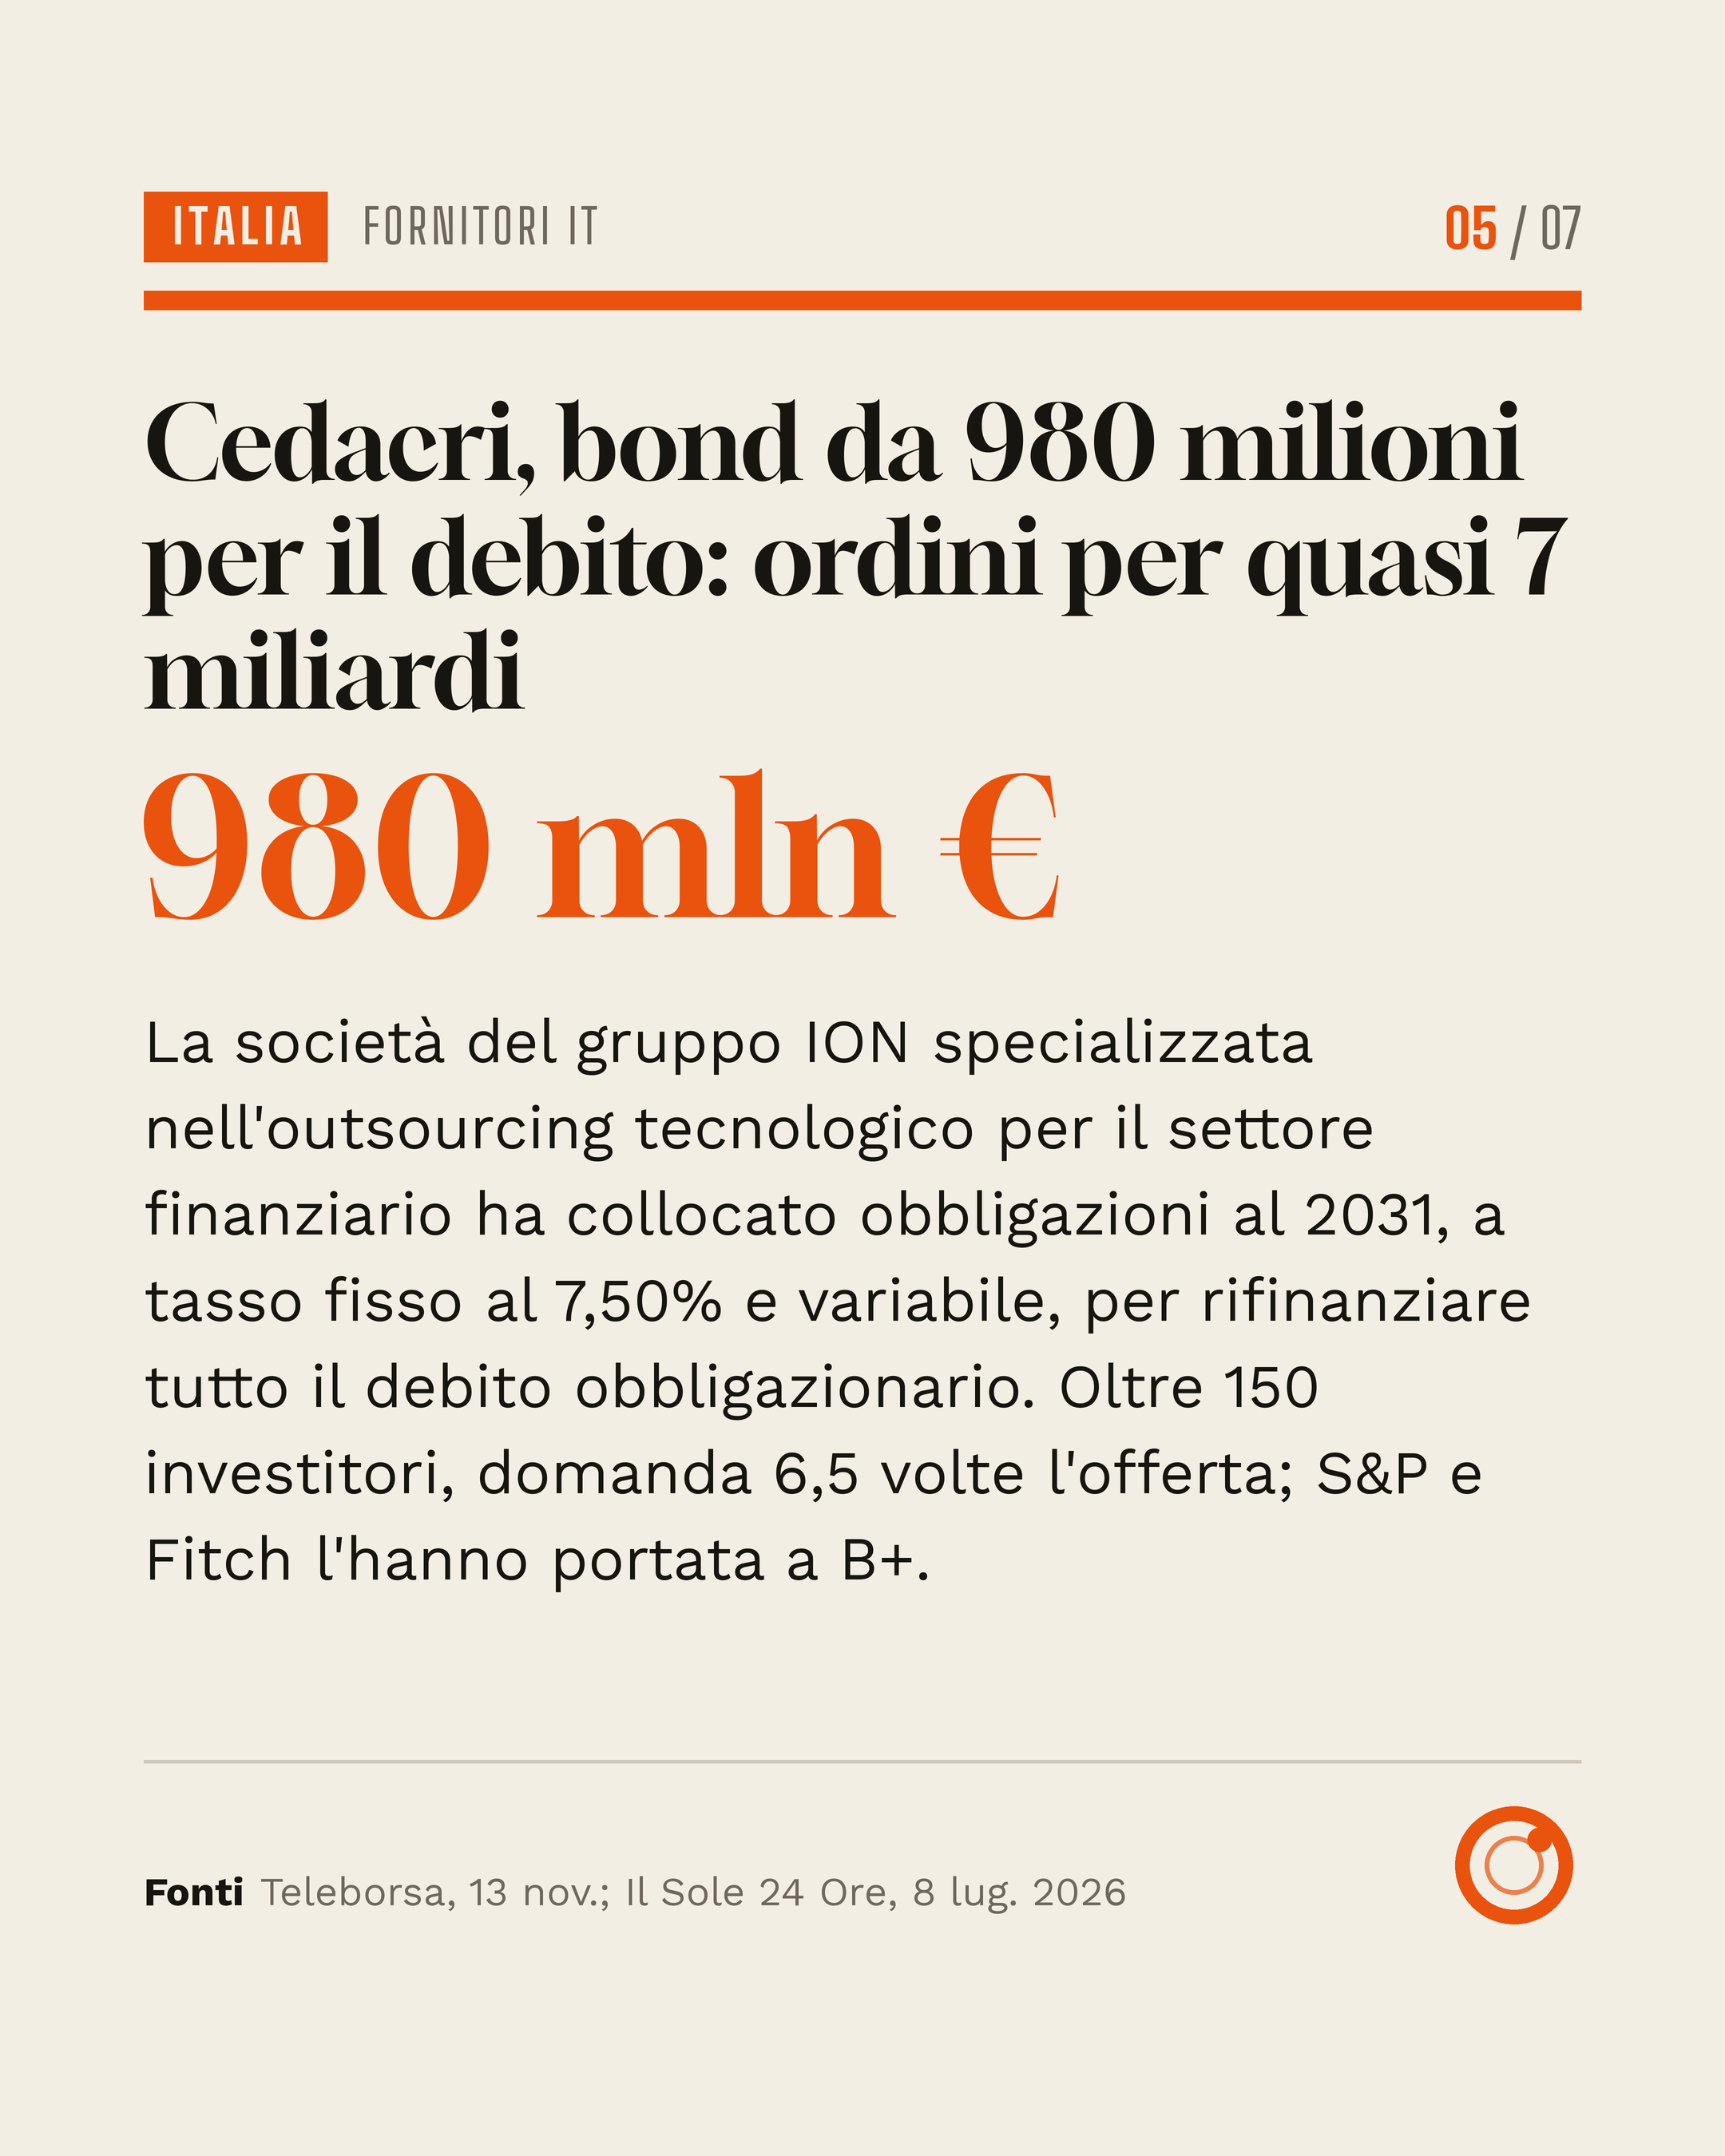 ITALIA FORNITORI IT 05 / 07
Cedacri, bond da 980 milioni
per il debito: ordini per quasi 7
miliardi
980 mln €
La società del gruppo ION specializzata
nell'outsourcing tecnologico per il settore
finanziario ha collocato obbligazioni al 2031, a
tasso fisso al 7,50% e variabile, per rifinanziare
tutto il debito obbligazionario. Oltre 150
investitori, domanda 6,5 volte l'offerta; S&P e
Fitch l'hanno portata a B+.
Fonti Teleborsa, 13 nov.; Il Sole 24 Ore, 8 lug. 2026